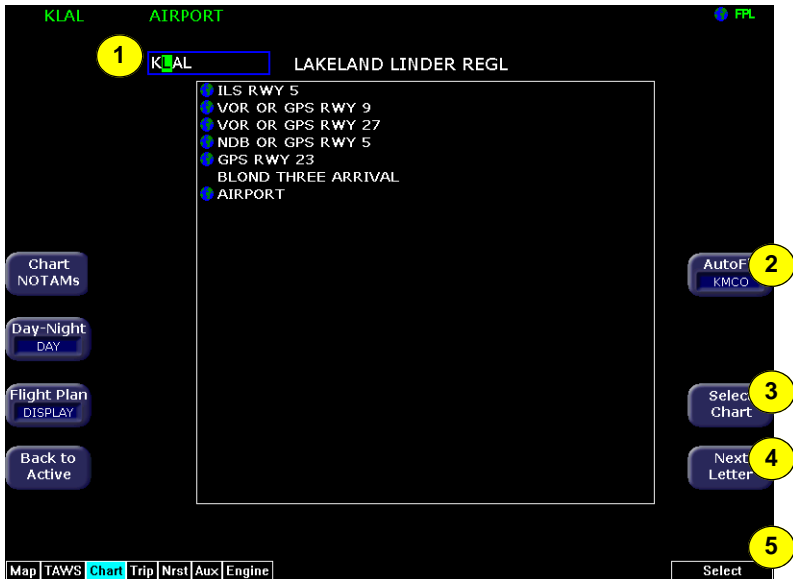 KLAL AIRPORT FPL
1 KLAL LAKELAND LINDER REGL
ILS RWY 5
VOR OR GPS RWY 9
VOR OR GPS RWY 27
NDB OR GPS RWY 5
GPS RWY 23
BLOND THREE ARRIVAL
AIRPORT
Chart
NOTAMs
Day-Night
DAY
Flight Plan
DISPLAY
Back to
Active
2
KMCO
3
Chart
Next 4
Letter
5
Map TAWS Chart Trip Nrst Aux Engine Select